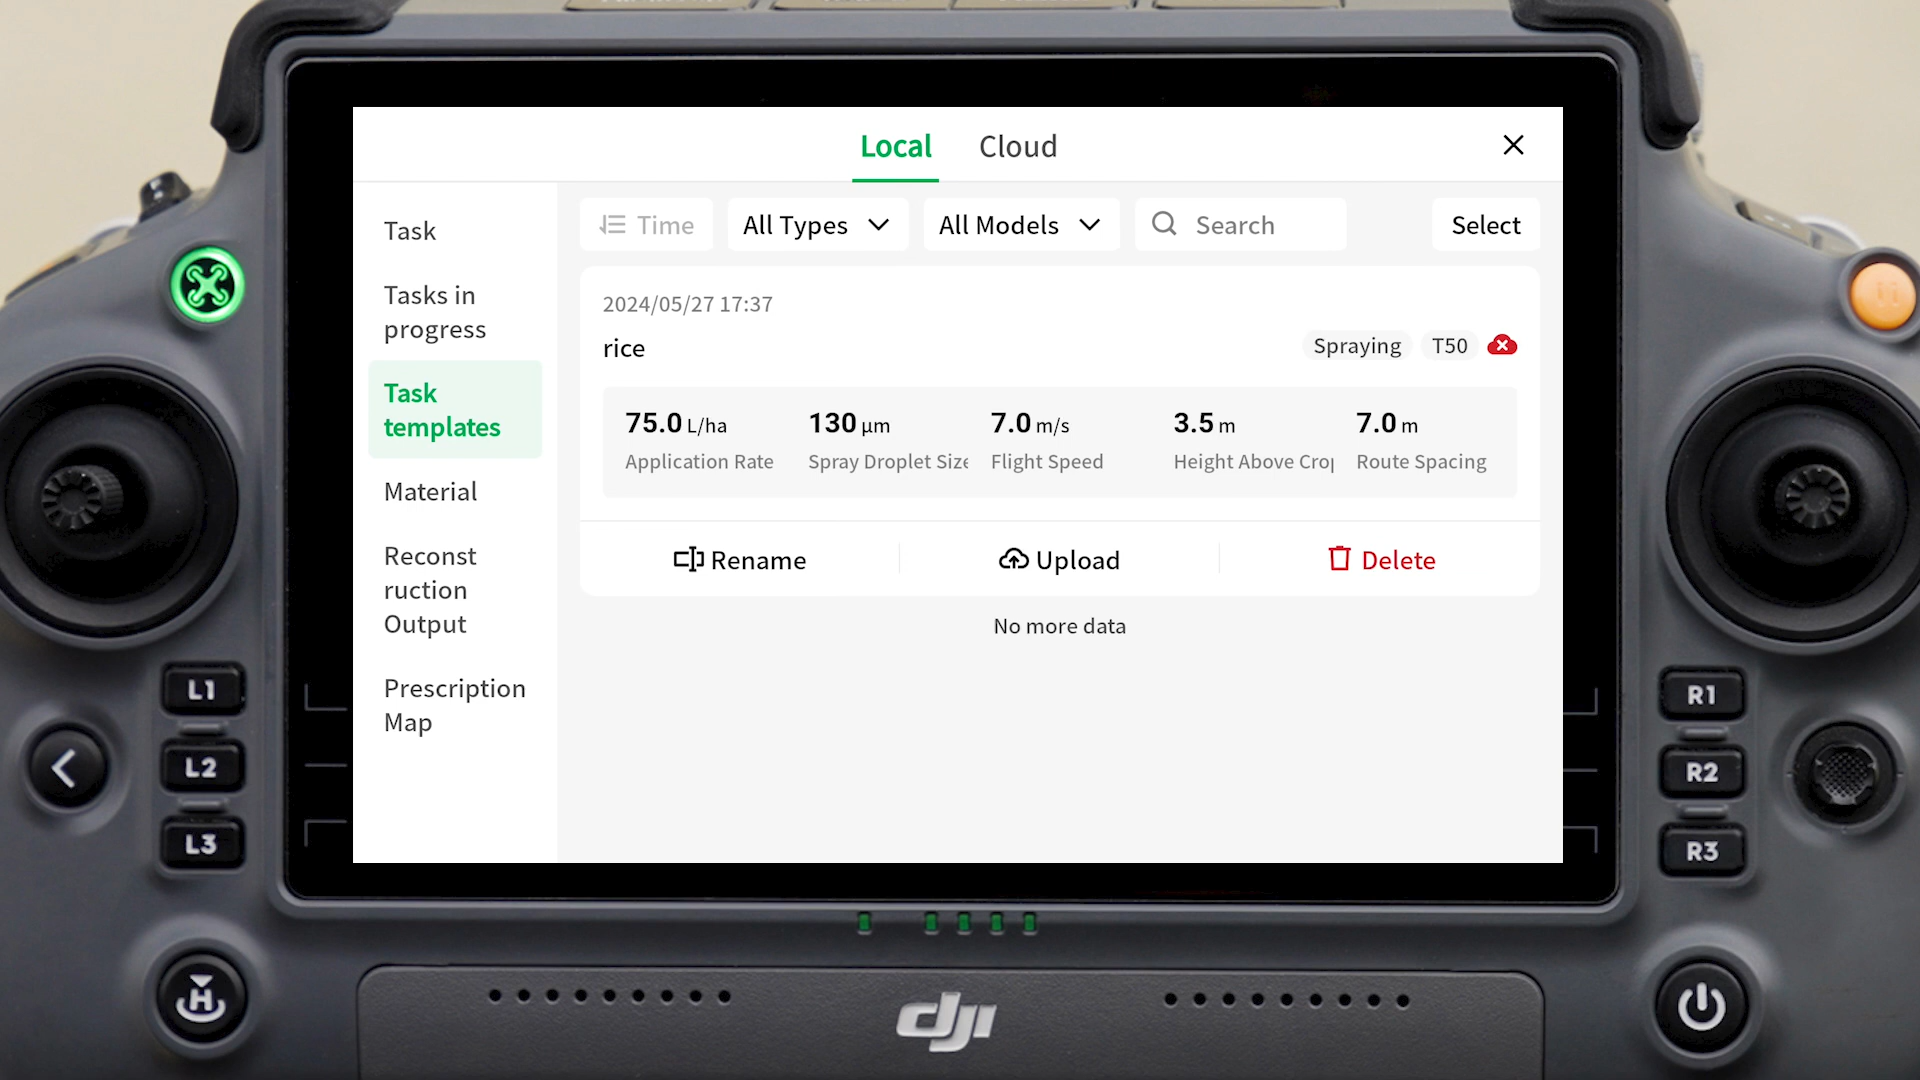 Local
Cloud
Task
Tasks in
progress
Task
templates
Material
Reconst
ruction
Output
Prescription
Map
Time
All Types
All Models
Search
Select
2024/05/27 17:37
rice
Spraying
T50
75.0 L/ha
Application Rate
130 μm
Spray Droplet Size
7.0 m/s
Flight Speed
3.5 m
Height Above Crop
7.0 m
Route Spacing
Rename
Upload
Delete
No more data
L1
L2
L3
R1
R2
R3
H
dji